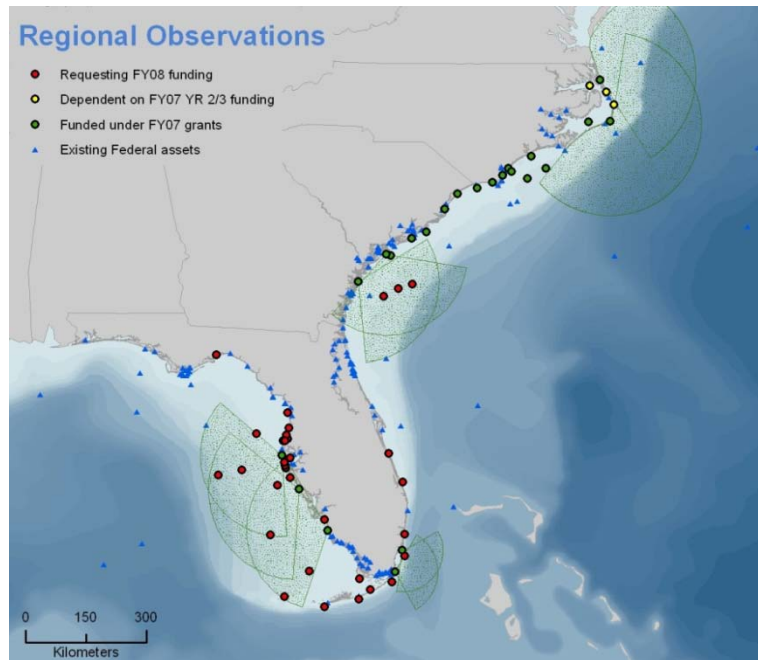 Regional Observations
Requesting FY08 funding
Dependent on FY07 YR 2/3 funding
Funded under FY07 grants
Existing Federal assets
0 150 300
Kilometers